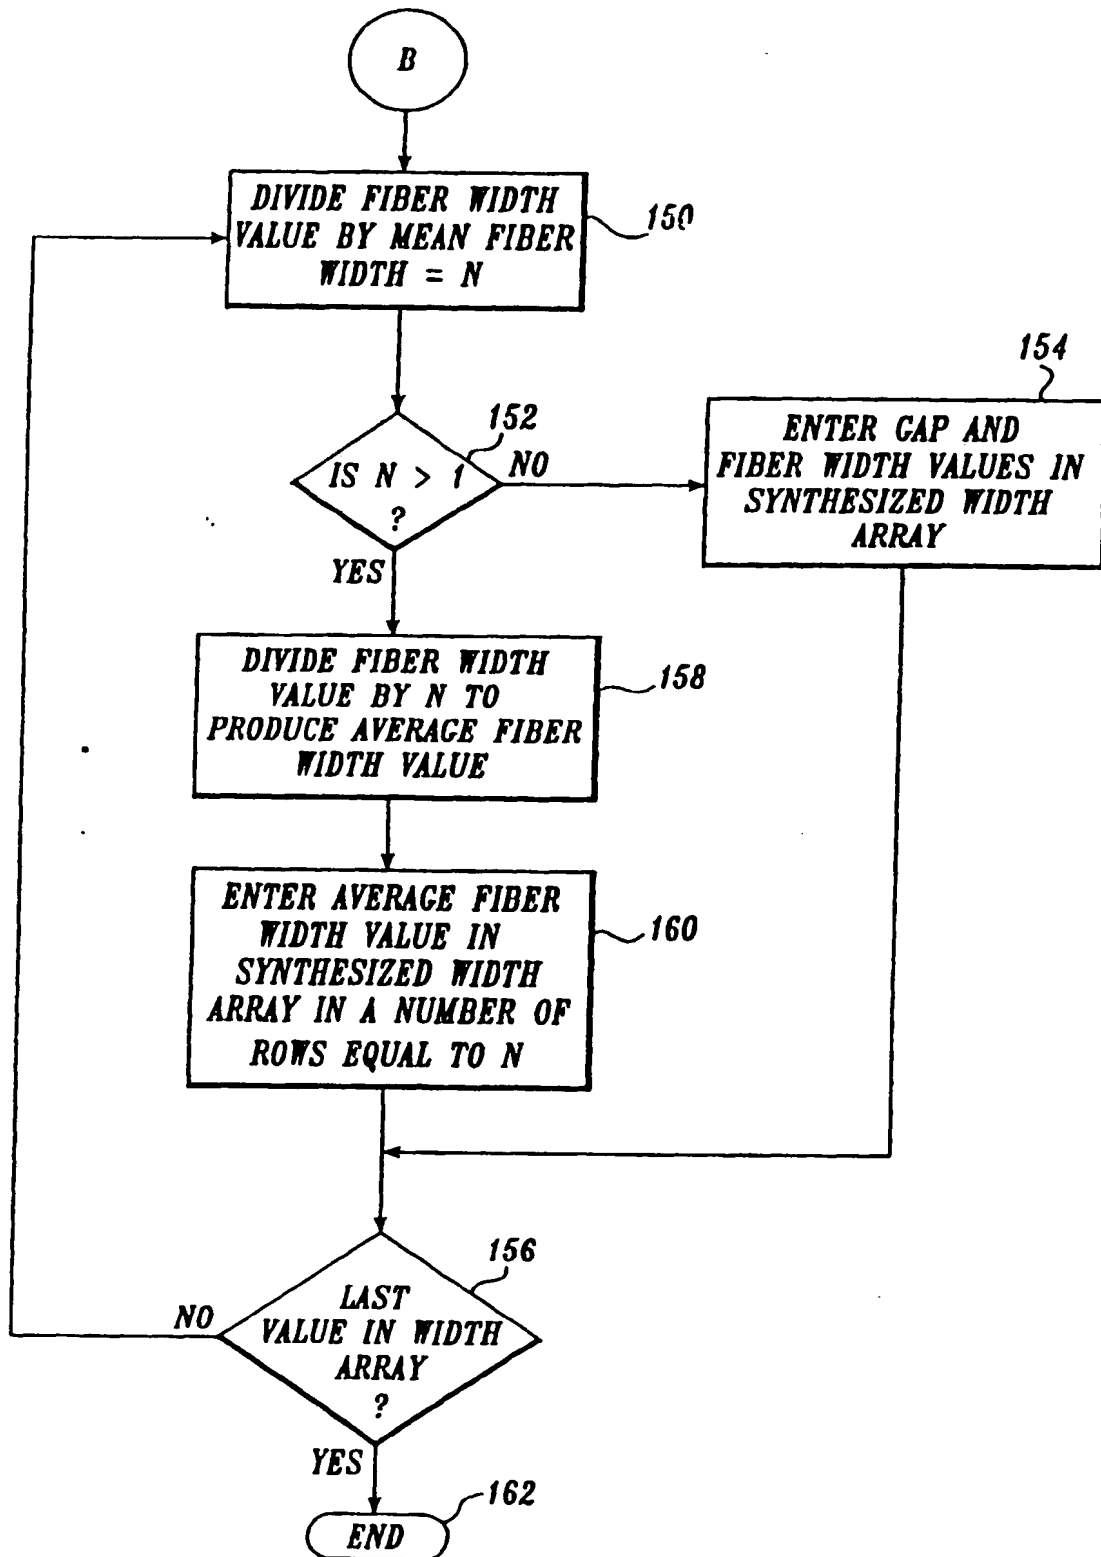 B
DIVIDE FIBER WIDTH
VALUE BY MEAN FIBER
WIDTH = N
150
154
152
IS N > 1
?
NO
YES
ENTER GAP AND
FIBER WIDTH VALUES IN
SYNTHESIZED WIDTH
ARRAY
DIVIDE FIBER WIDTH
VALUE BY N TO
PRODUCE AVERAGE FIBER
WIDTH VALUE
158
ENTER AVERAGE FIBER
WIDTH VALUE IN
SYNTHESIZED WIDTH
ARRAY IN A NUMBER OF
ROWS EQUAL TO N
160
156
LAST
VALUE IN WIDTH
ARRAY
?
NO
YES
162
END